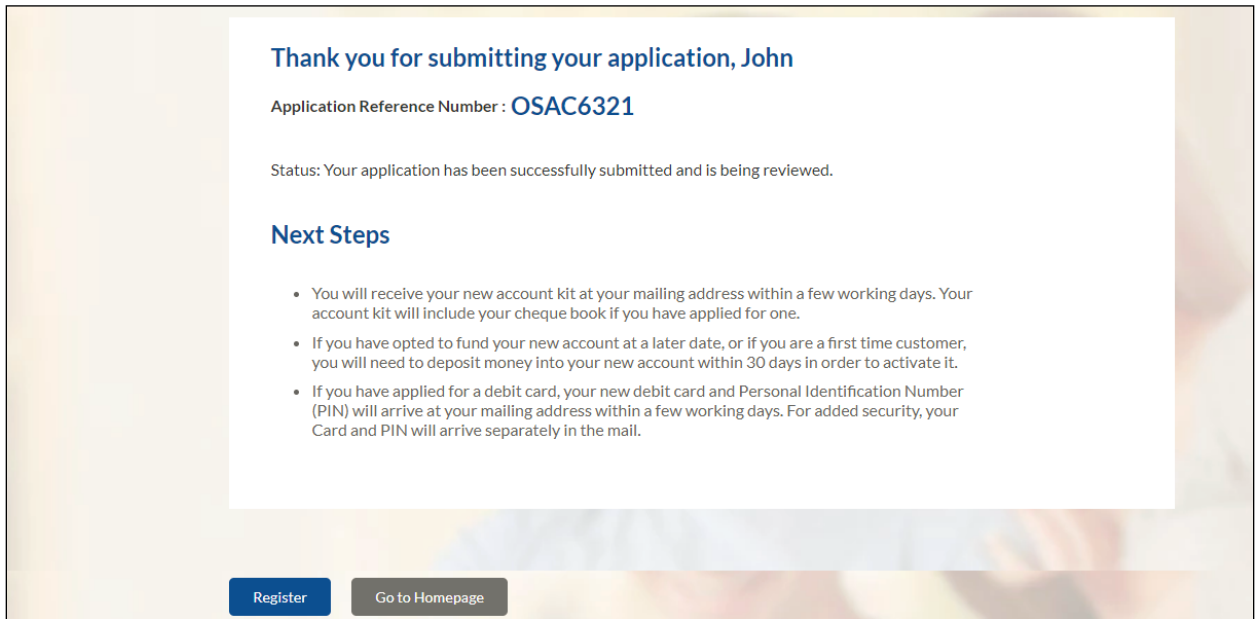 Thank you for submitting your application, John
Application Reference Number : OSAC6321
Status: Your application has been successfully submitted and is being reviewed.
Next Steps
• You will receive your new account kit at your mailing address within a few working days. Your
account kit will include your cheque book if you have applied for one.
• If you have opted to fund your new account at a later date, or if you are a first time customer,
you will need to deposit money into your new account within 30 days in order to activate it.
• If you have applied for a debit card, your new debit card and Personal Identification Number
(PIN) will arrive at your mailing address within a few working days. For added security, your
Card and PIN will arrive separately in the mail.
Register Go to Homepage